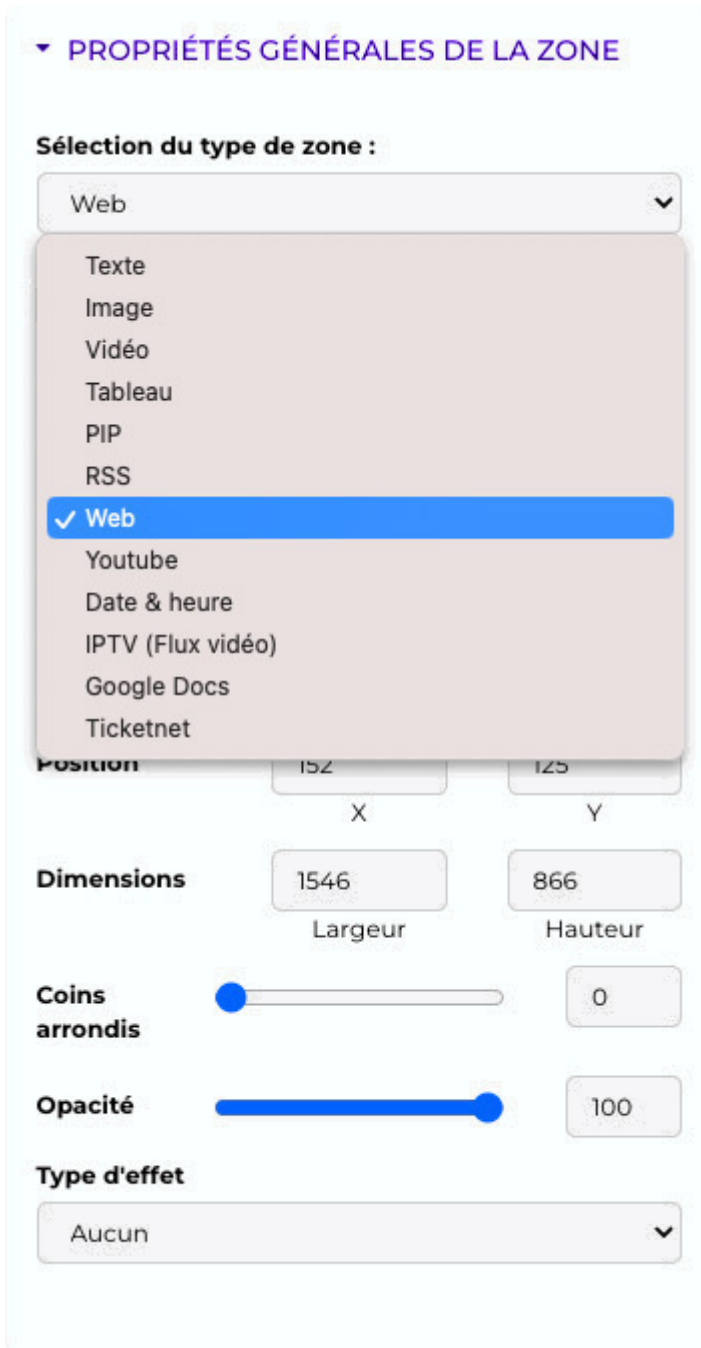 PROPRIÉTÉS GÉNÉRALES DE LA ZONE
Sélection du type de zone :
Web
Texte
Image
Vidéo
Tableau
PIP
RSS
Web
Youtube
Date & heure
IPTV (Flux vidéo)
Google Docs
Ticketnet
Position 152 125
X Y
Dimensions 1546 866
Largeur Hauteur
Coins
arrondis 0
Opacité 100
Type d'effet
Aucun